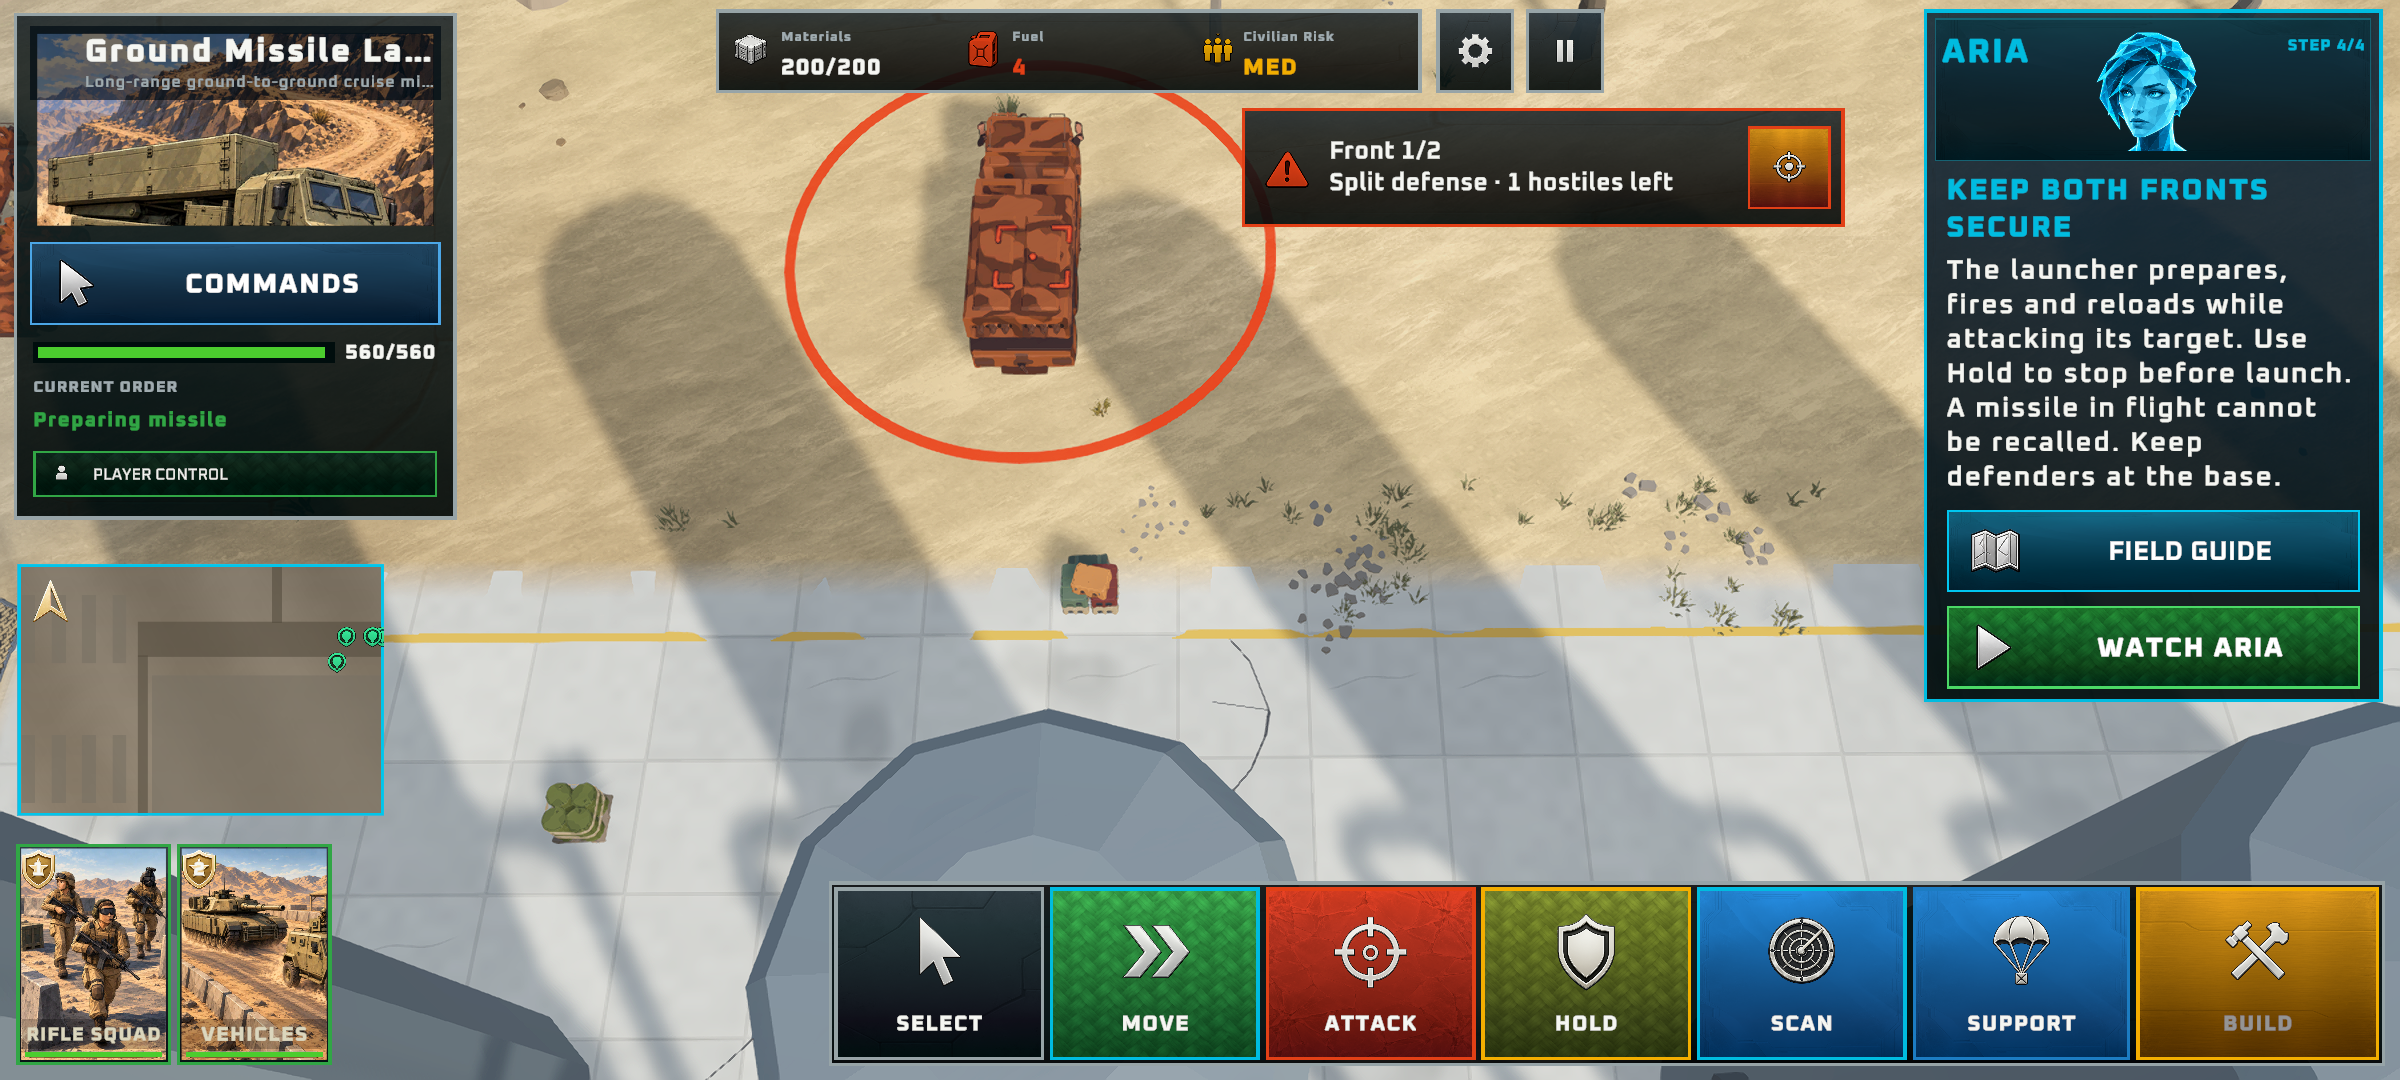 Ground Missile La...
Long-range ground-to-ground cruise mi...
COMMANDS
560/560
CURRENT ORDER
Preparing missile
PLAYER CONTROL
Materials
200/200
Fuel
4
Civilian Risk
MED
Front 1/2
Split defense · 1 hostiles left
ARIA
STEP 4/4
KEEP BOTH FRONTS
SECURE
The launcher prepares,
fires and reloads while
attacking its target. Use
Hold to stop before launch.
A missile in flight cannot
be recalled. Keep
defenders at the base.
FIELD GUIDE
WATCH ARIA
RIFLE SQUAD
VEHICLES
SELECT
MOVE
ATTACK
HOLD
SCAN
SUPPORT
BUILD